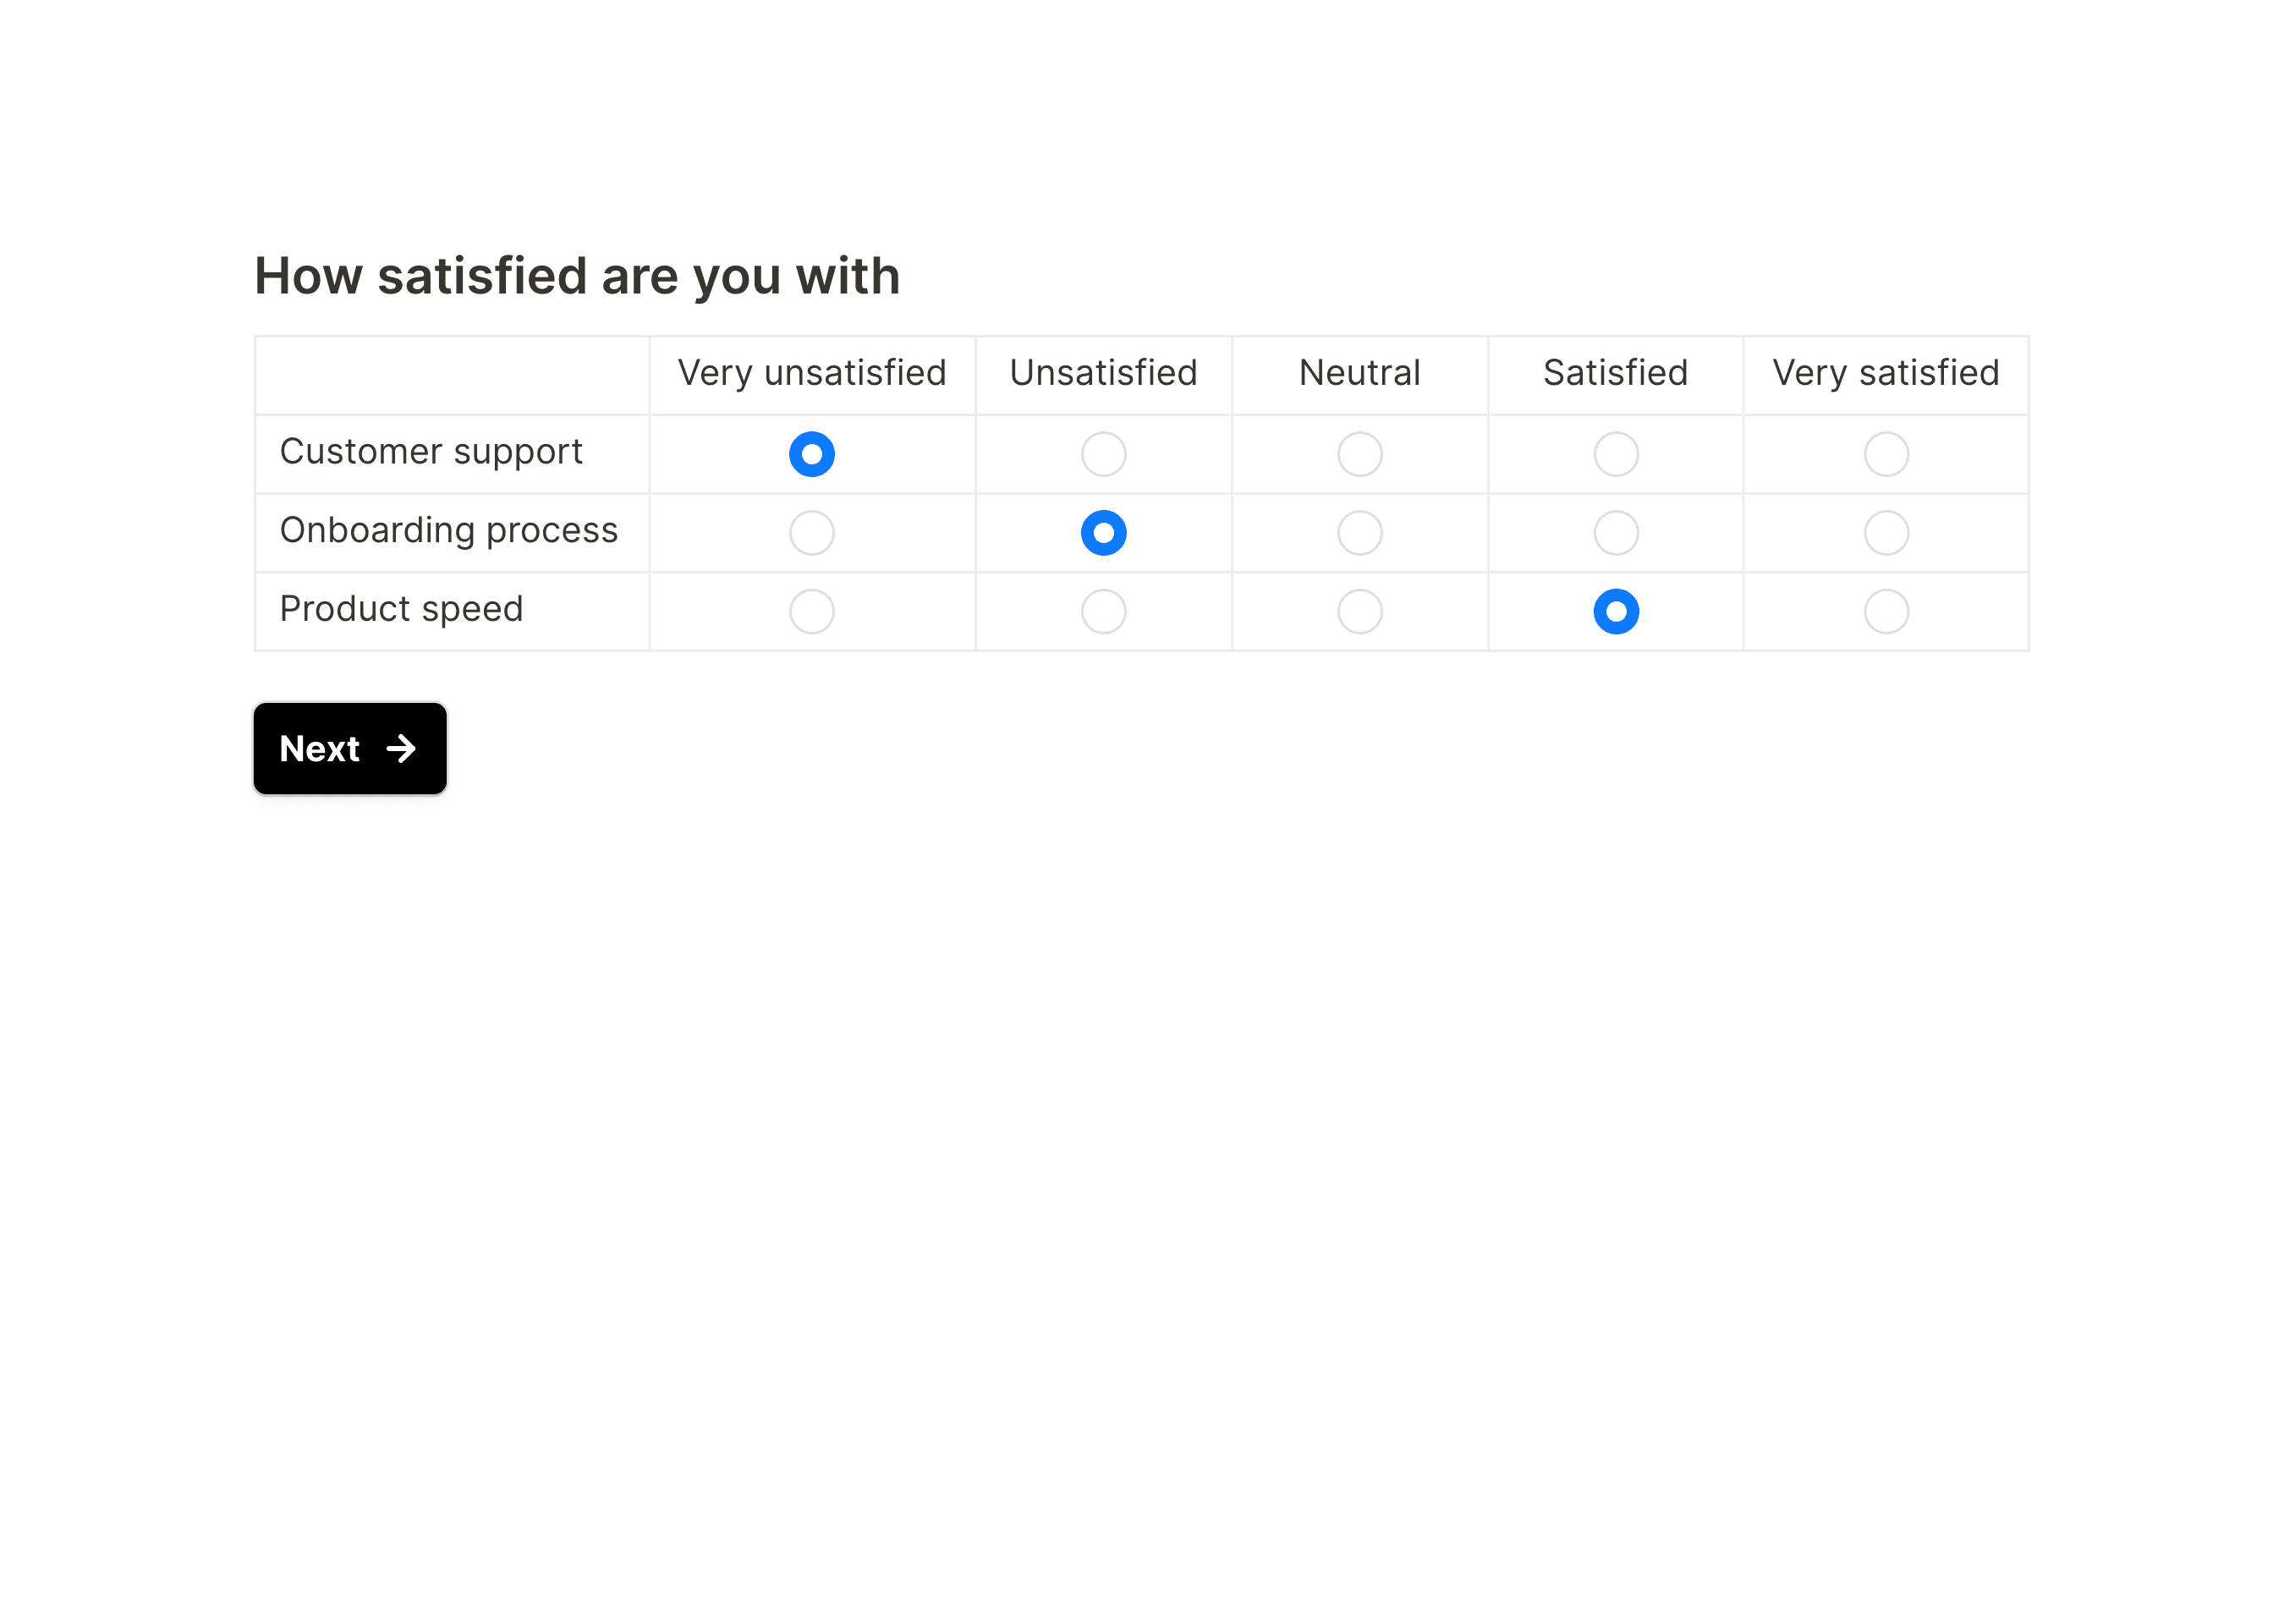 How satisfied are you with
Very unsatisfied Unsatisfied Neutral Satisfied Very satisfied
Customer support
Onboarding process
Product speed
Next